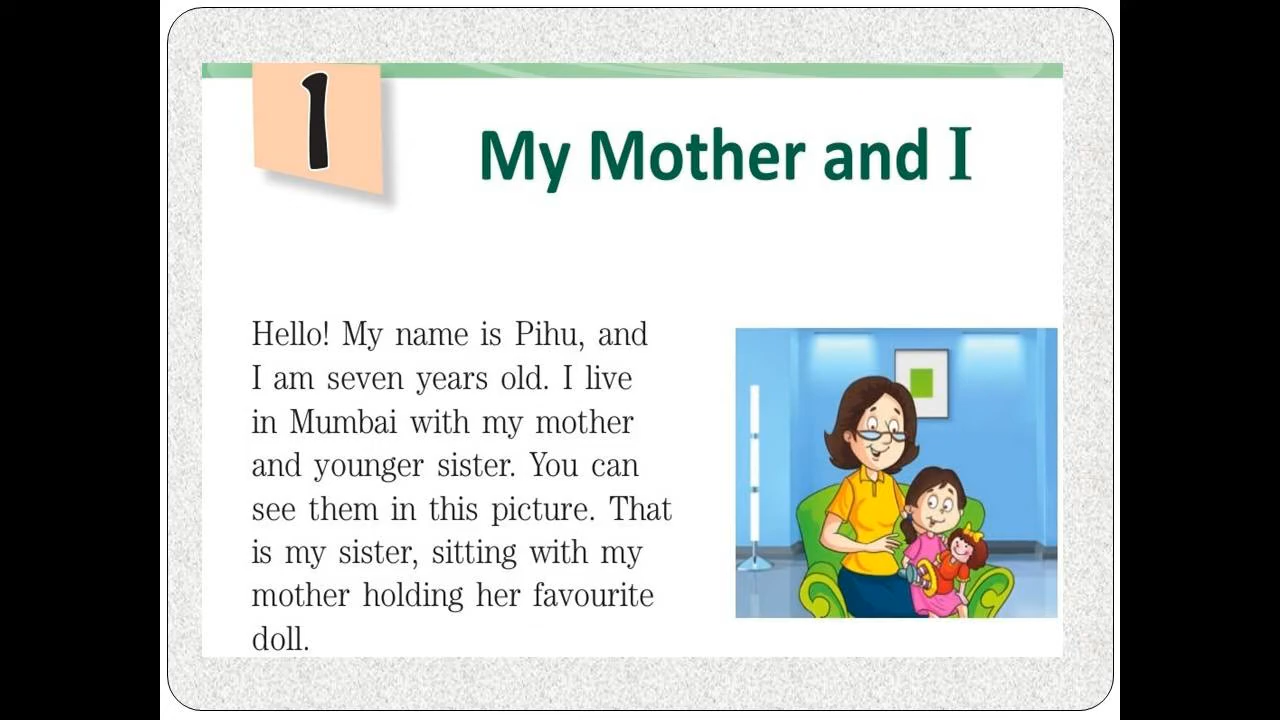 1
My Mother and I
Hello! My name is Pihu, and
I am seven years old. I live
in Mumbai with my mother
and younger sister. You can
see them in this picture. That
is my sister, sitting with my
mother holding her favourite
doll.